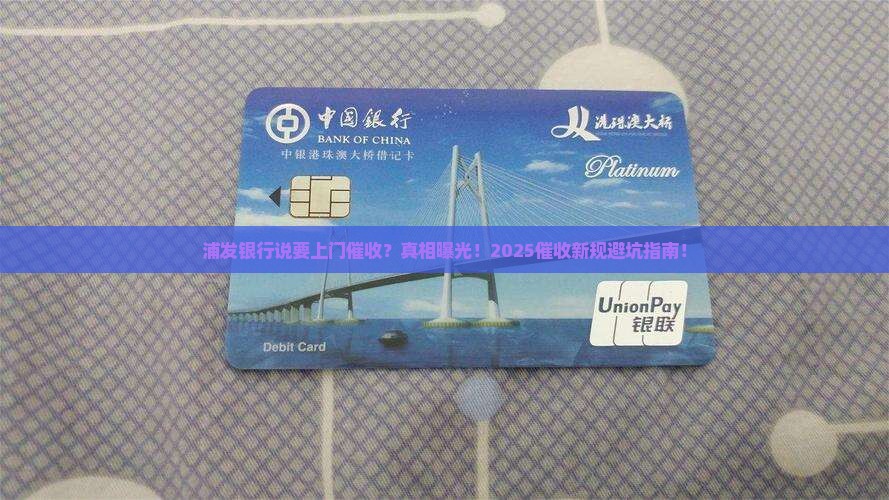 中国银行
BANK OF CHINA
中银港珠澳大桥借记卡
港珠澳大桥
Platinum
浦发银行说要上门催收？真相曝光！2025催收新规避坑指南！
UnionPay
银联
Debit Card